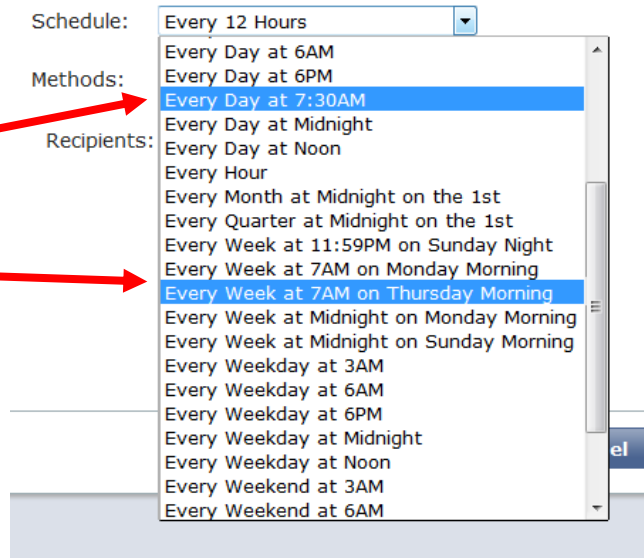 Schedule: Every 12 Hours
Every Day at 6AM
Methods: Every Day at 6PM
Every Day at 7:30AM
Every Day at Midnight
Recipients: Every Day at Noon
Every Hour
Every Month at Midnight on the 1st
Every Quarter at Midnight on the 1st
Every Week at 11:59PM on Sunday Night
Every Week at 7AM on Monday Morning
Every Week at 7AM on Thursday Morning
Every Week at Midnight on Monday Morning
Every Week at Midnight on Sunday Morning
Every Weekday at 3AM
Every Weekday at 6AM
Every Weekday at 6PM
Every Weekday at Midnight
el
Every Weekday at Noon
Every Weekend at 3AM
Every Weekend at 6AM